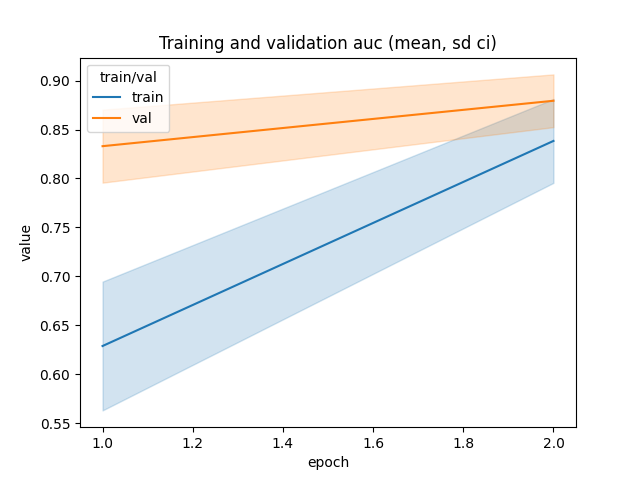 Training and validation auc (mean, sd ci)
train/val
train
val
value
0.90
0.85
0.80
0.75
0.70
0.65
0.60
0.55
1.0 1.2 1.4 1.6 1.8 2.0
epoch